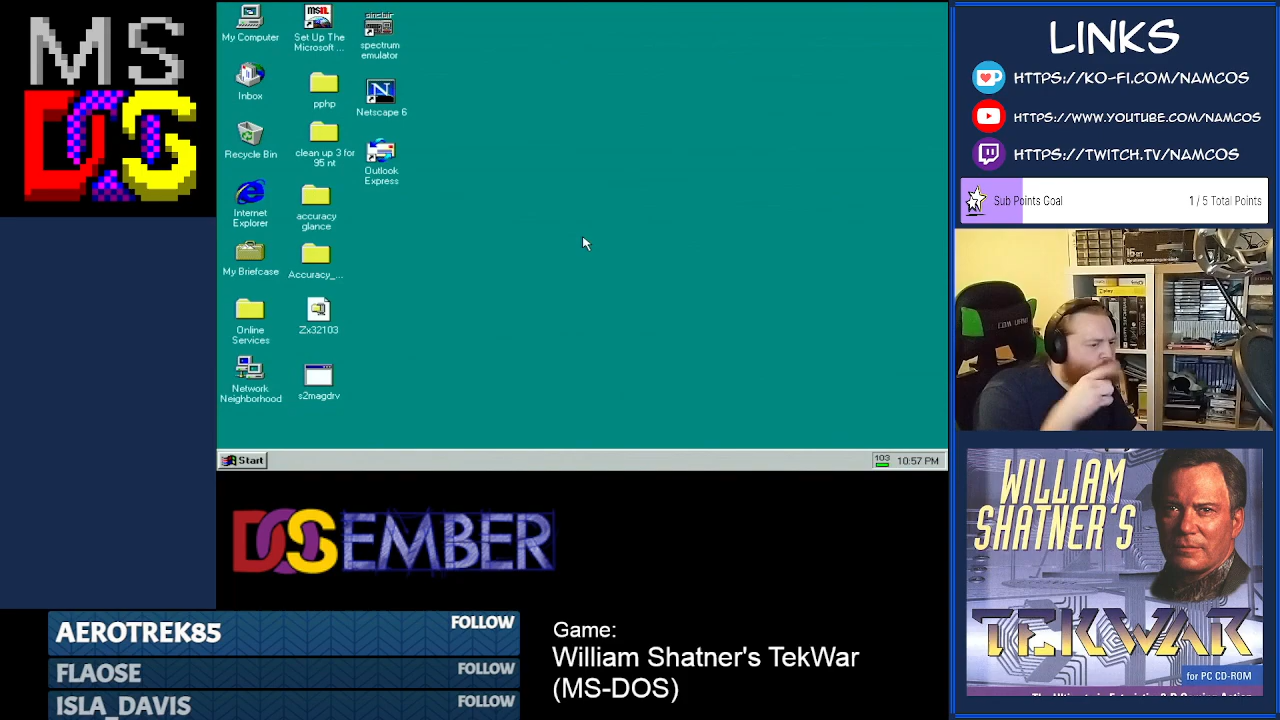 MS
DOS
My Computer
Set Up The
Microsoft ...
sinclair
spectrum
emulator
Inbox
pphp
Netscape 6
Recycle Bin
clean up 3 for
95 nt
Outlook
Express
Internet
Explorer
accuracy
glance
My Briefcase
Accuracy_...
Online
Services
Zx32103
Network
Neighborhood
s2magdrv
Start
103
10:57 PM
DOSEMBER
AEROTREK85
FOLLOW
FLAOSE
FOLLOW
ISLA_DAVIS
FOLLOW
Game:
William Shatner's TekWar
(MS-DOS)
LINKS
HTTPS://KO-FI.COM/NAMCOS
HTTPS://WWW.YOUTUBE.COM/NAMCOS
HTTPS://TWITCH.TV/NAMCOS
Sub Points Goal
1 / 5 Total Points
WILLIAM
SHATNER'S
TEKWAR
for PC CD-ROM